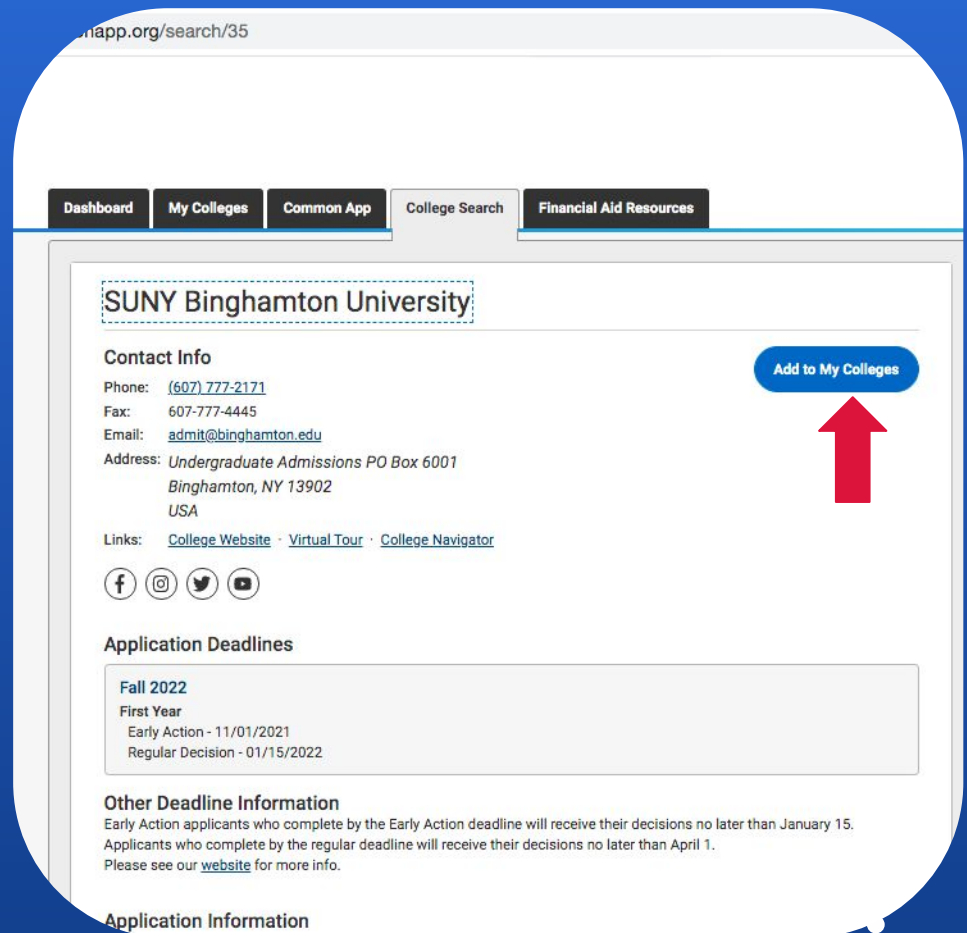 napp.org/search/35
Dashboard My Colleges Common App College Search Financial Aid Resources
SUNY Binghamton University
Contact Info
Add to My Colleges
Phone: (607) 777-2171
Fax: 607-777-4445
Email: admit@binghamton.edu
Address: Undergraduate Admissions PO Box 6001
Binghamton, NY 13902
USA
Links: College Website · Virtual Tour · College Navigator
Application Deadlines
Fall 2022
First Year
Early Action - 11/01/2021
Regular Decision - 01/15/2022
Other Deadline Information
Early Action applicants who complete by the Early Action deadline will receive their decisions no later than January 15.
Applicants who complete by the regular deadline will receive their decisions no later than April 1.
Please see our website for more info.
Application Information